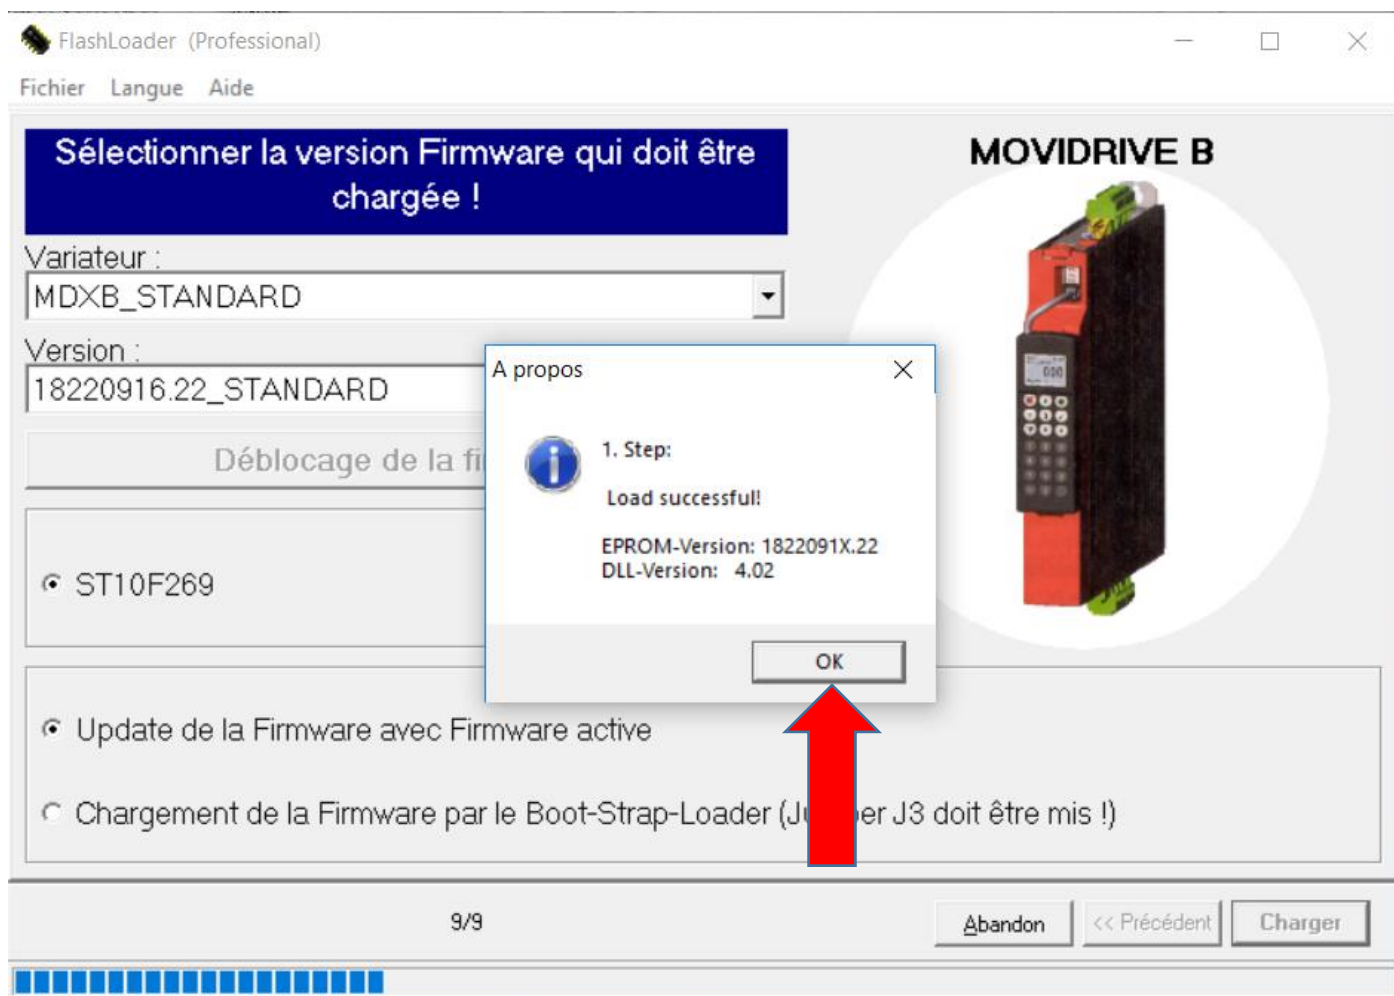 FlashLoader (Professional)
Fichier Langue Aide
Sélectionner la version Firmware qui doit être
chargée !
MOVIDRIVE B
Variateur :
MDXB_STANDARD
Version :
18220916.22_STANDARD
Déblocage de la
A propos
1. Step:
Load successful!
EPROM-Version: 1822091X.22
DLL-Version: 4.02
OK
ST10F269
Update de la Firmware avec Firmware active
Chargement de la Firmware par le Boot-Strap-Loader ( J3 doit être mis !)
9/9
Abandon
<< Précédent
Charger